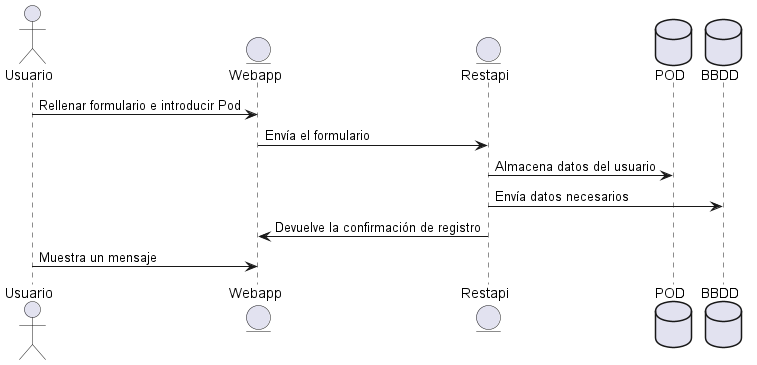 Usuario Webapp Restapi POD BBDD
Rellenar formulario e introducir Pod
Envía el formulario
Almacena datos del usuario
Envía datos necesarios
Devuelve la confirmación de registro
Muestra un mensaje
Usuario Webapp Restapi POD BBDD